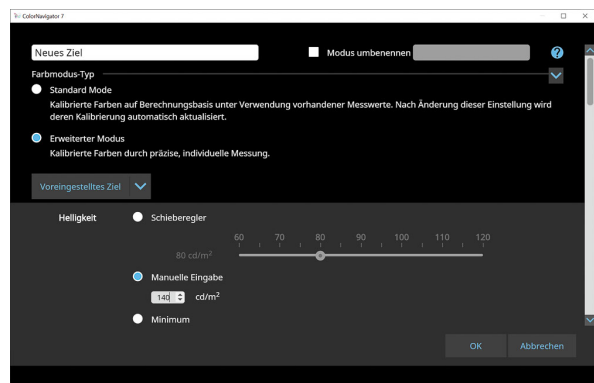 ColorNavigator 7
Neues Ziel
Modus umbenennen
?
Farbmodus-Typ
Standard Mode
Kalibrierte Farben auf Berechnungsbasis unter Verwendung vorhandener Messwerte. Nach Änderung dieser Einstellung wird
deren Kalibrierung automatisch aktualisiert.
Erweiterter Modus
Kalibrierte Farben durch präzise, individuelle Messung.
Voreingestelltes Ziel
Helligkeit
Schieberegler
60 70 80 90 100 110 120
80 cd/m²
Manuelle Eingabe
140 cd/m²
Minimum
OK Abbrechen